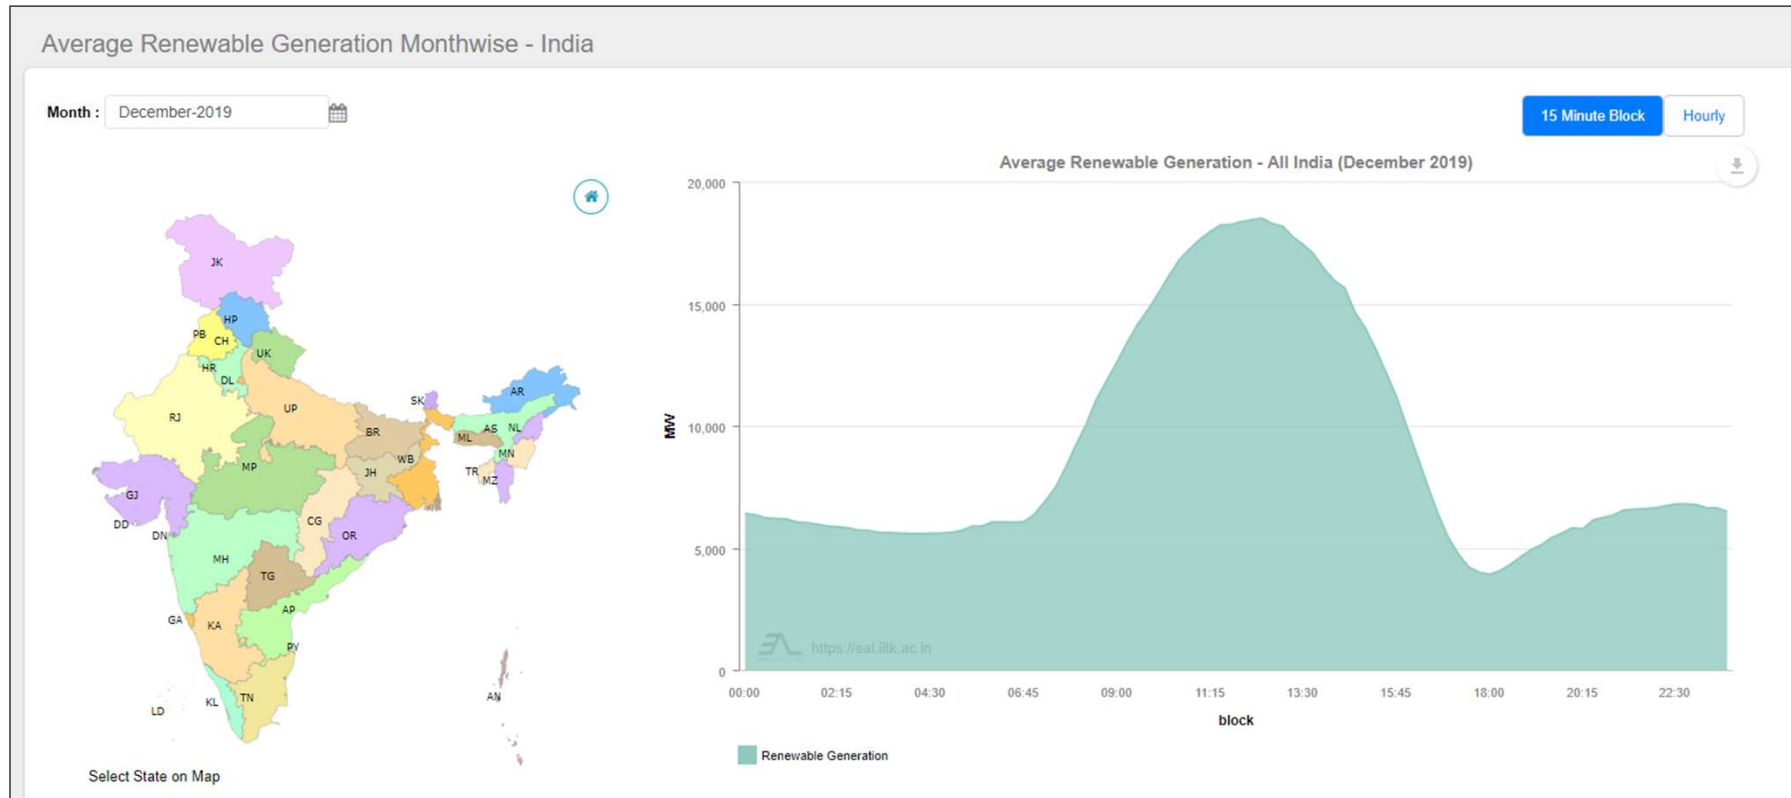 Average Renewable Generation Monthwise - India
Month : December-2019
15 Minute Block Hourly
Average Renewable Generation - All India (December 2019)
JK
HP
PB
CH
UK
HR
DL
RJ
UP
SK
AR
BR
AS NL
ML
MN
MP
JH
WB
TR
MZ
GJ
DD
DN
CG
OR
MH
TG
AP
GA
KA
PY
KL
TN
LD
AN
Select State on Map
MW
20,000
15,000
10,000
5,000
0
https://eal.iitk.ac.in
00:00 02:15 04:30 06:45 09:00 11:15 13:30 15:45 18:00 20:15 22:30
block
Renewable Generation